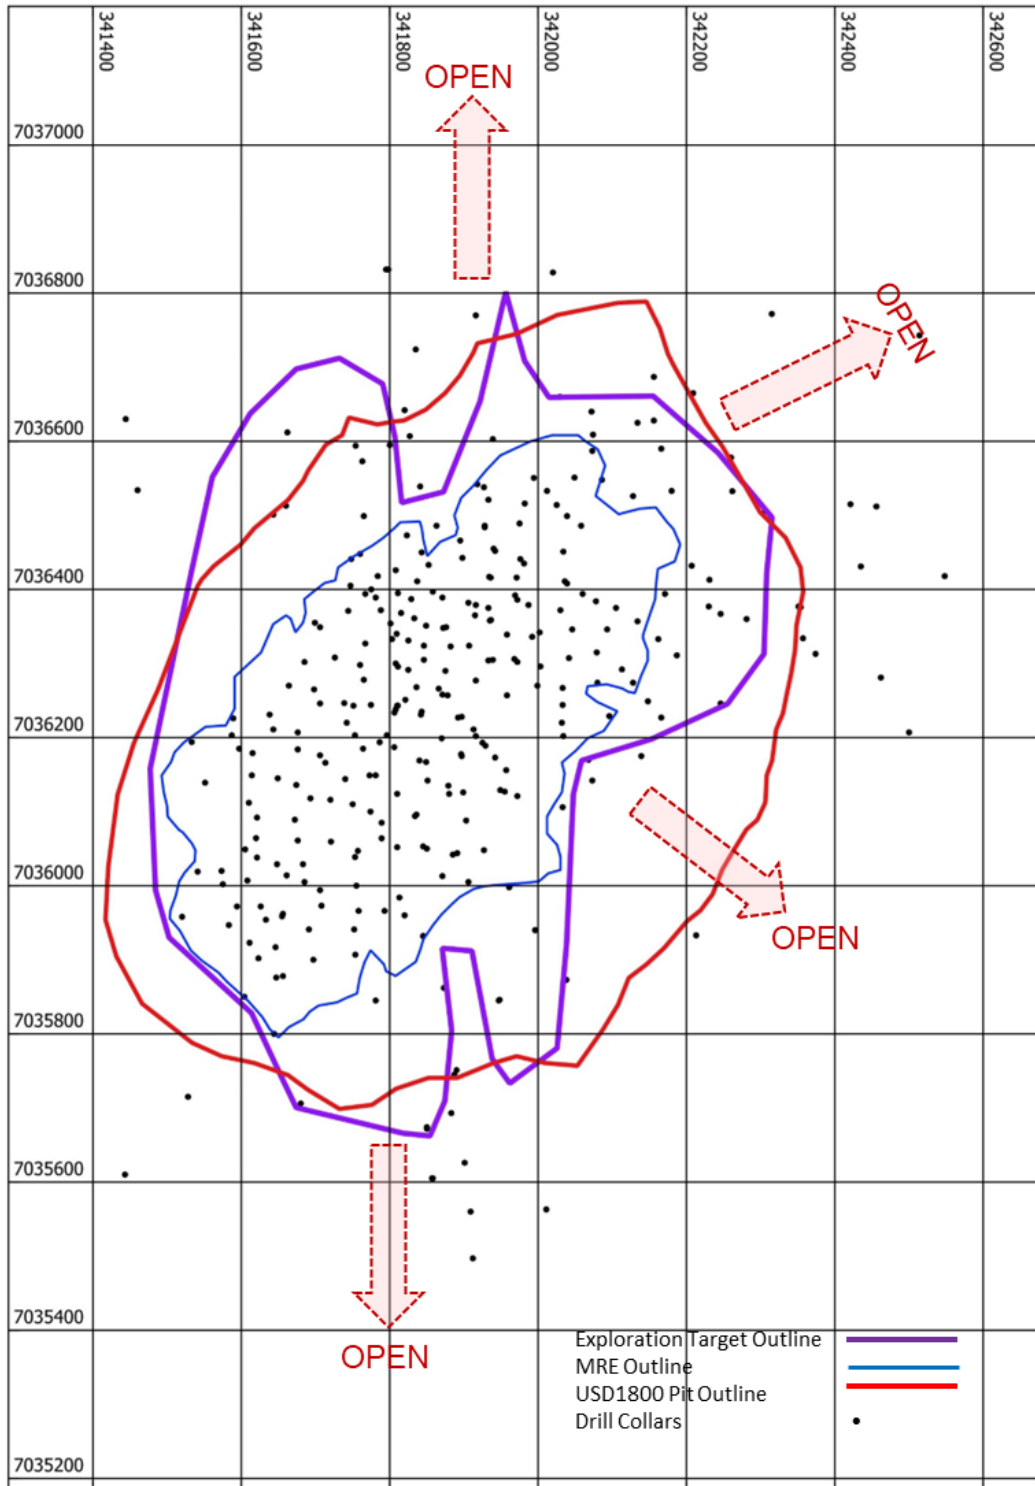 341400
341600
341800
342000
342200
342400
342600
OPEN
7037000
7036800
OPEN
7036600
7036400
7036200
7036000
OPEN
7035800
7035600
7035400
OPEN
Exploration Target Outline
MRE Outline
USD1800 Pit Outline
Drill Collars
7035200